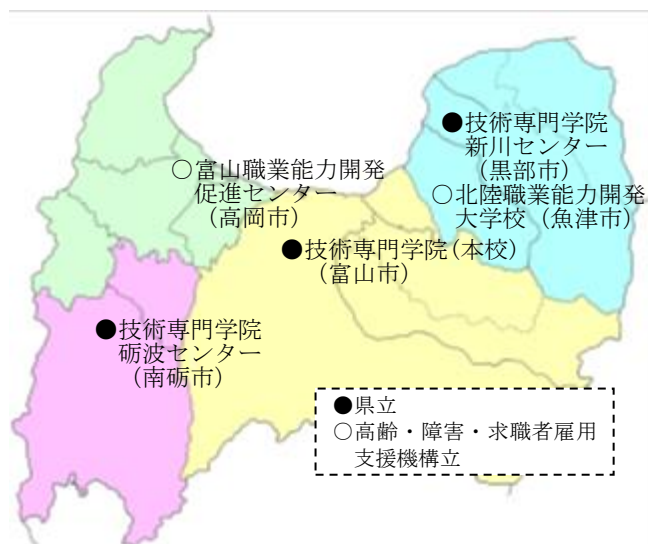 ●技術専門学院
新川センター
（黒部市）
○北陸職業能力開発
大学校（魚津市）
○富山職業能力開発
促進センター
（高岡市）
●技術専門学院(本校)
（富山市）
●技術専門学院
砺波センター
（南砺市）
●県立
○高齢・障害・求職者雇用
支援機構立